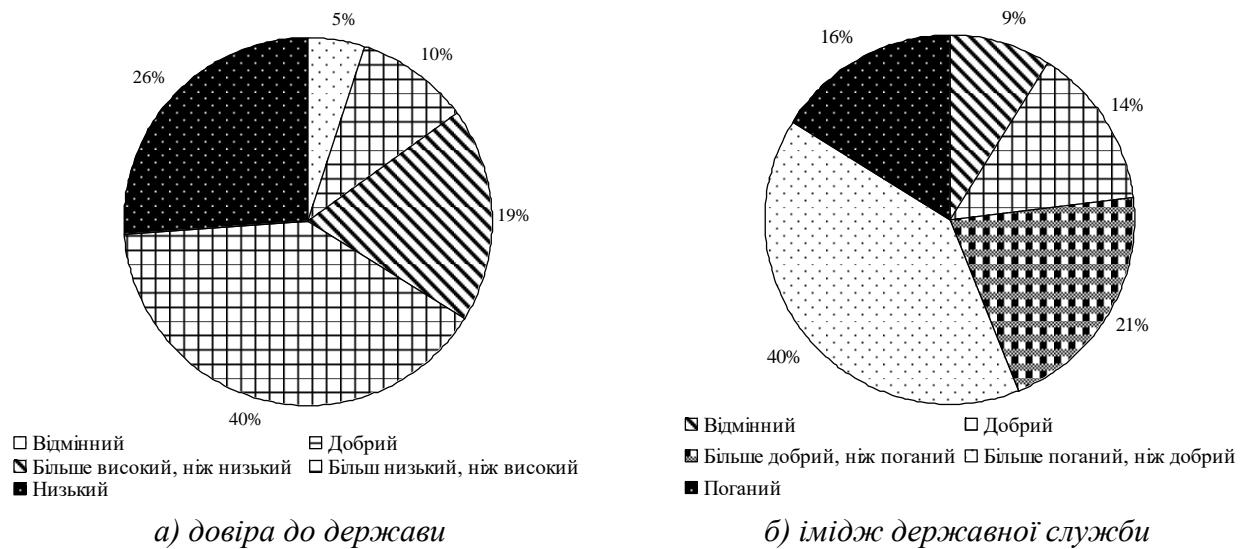 5%
10%
26%
19%
40%
Відмінний
Добрий
Більше високий, ніж низький
Більш низький, ніж високий
Низький
а) довіра до держави
9%
16%
14%
21%
40%
Відмінний
Добрий
Більше добрий, ніж поганий
Більше поганий, ніж добрий
Поганий
б) імідж державної служби